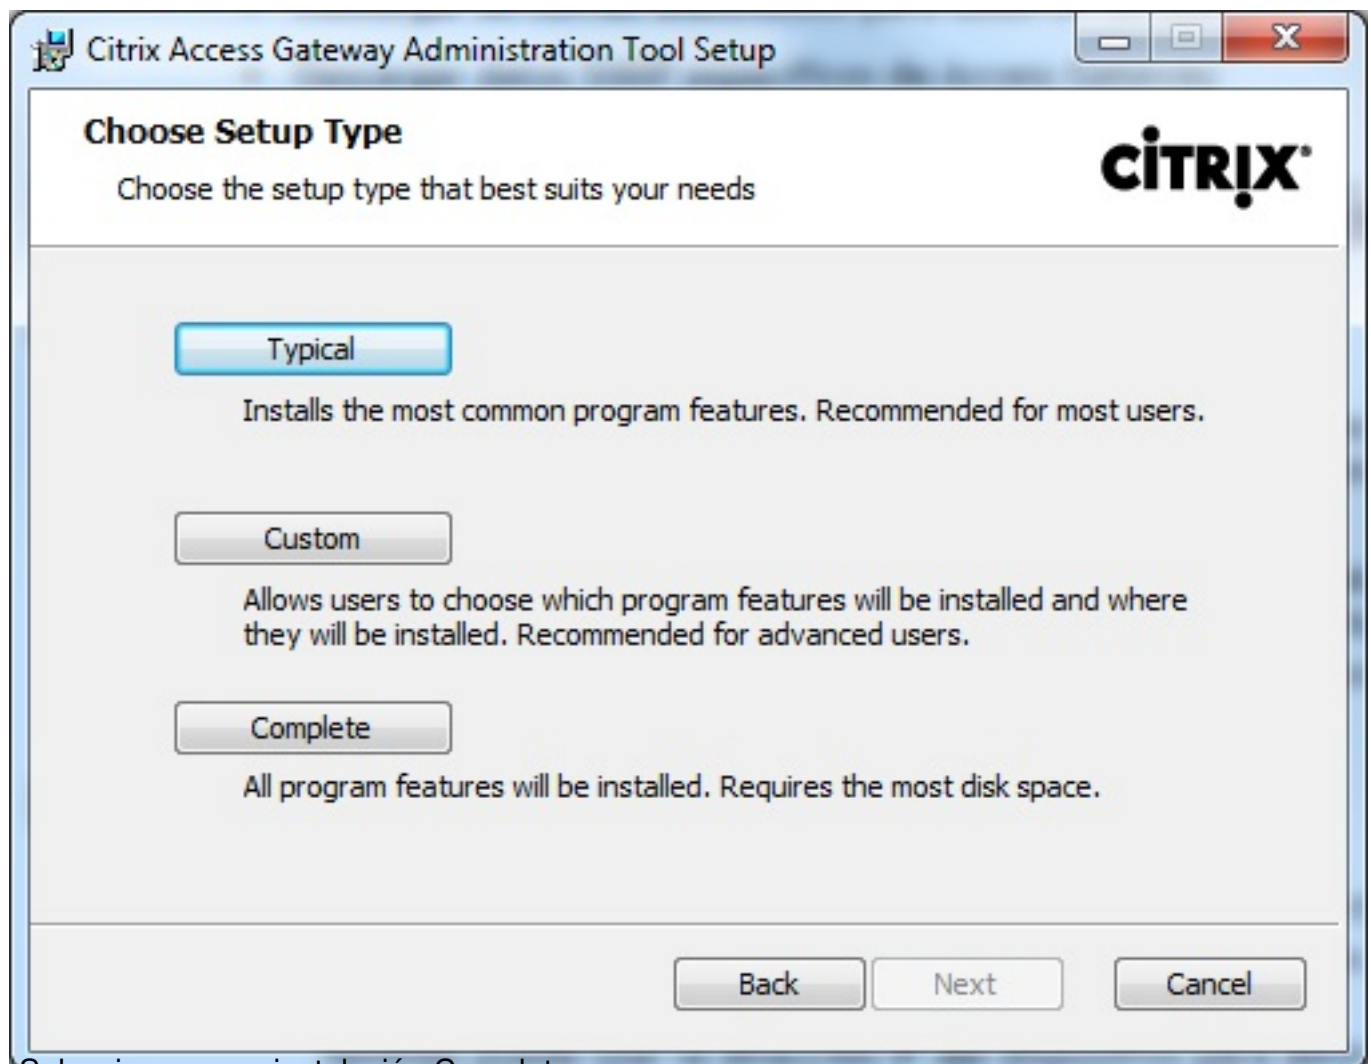 Citrix Access Gateway Administration Tool Setup
Choose Setup Type
Choose the setup type that best suits your needs
CITRIX
Typical
Installs the most common program features. Recommended for most users.
Custom
Allows users to choose which program features will be installed and where
they will be installed. Recommended for advanced users.
Complete
All program features will be installed. Requires the most disk space.
Back
Next
Cancel
instalación